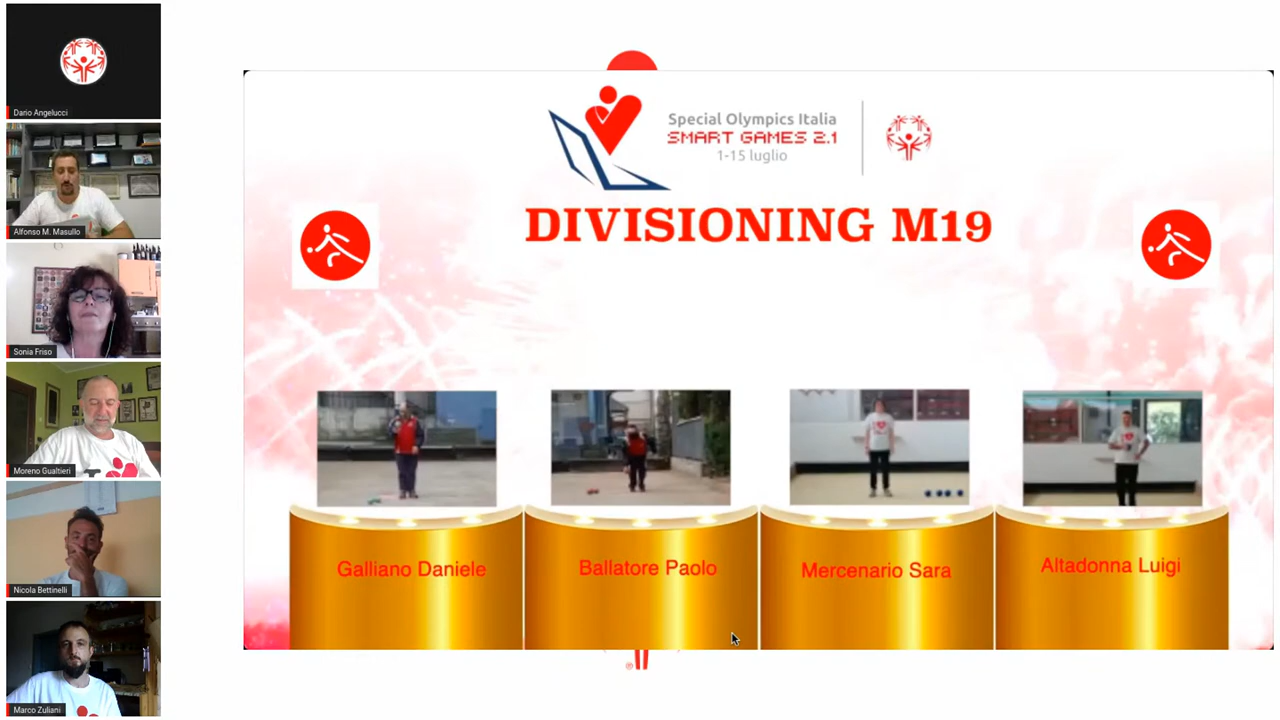 Dario Angelucci
Alfonso M. Masullo
Sonia Friso
Moreno Gualtieri
Nicola Bettinelli
Marco Zuliani
Special Olympics Italia
SMART GAMES 2.1
1-15 luglio
DIVISIONING M19
Galliano Daniele
Ballatore Paolo
Mercenario Sara
Altadonna Luigi